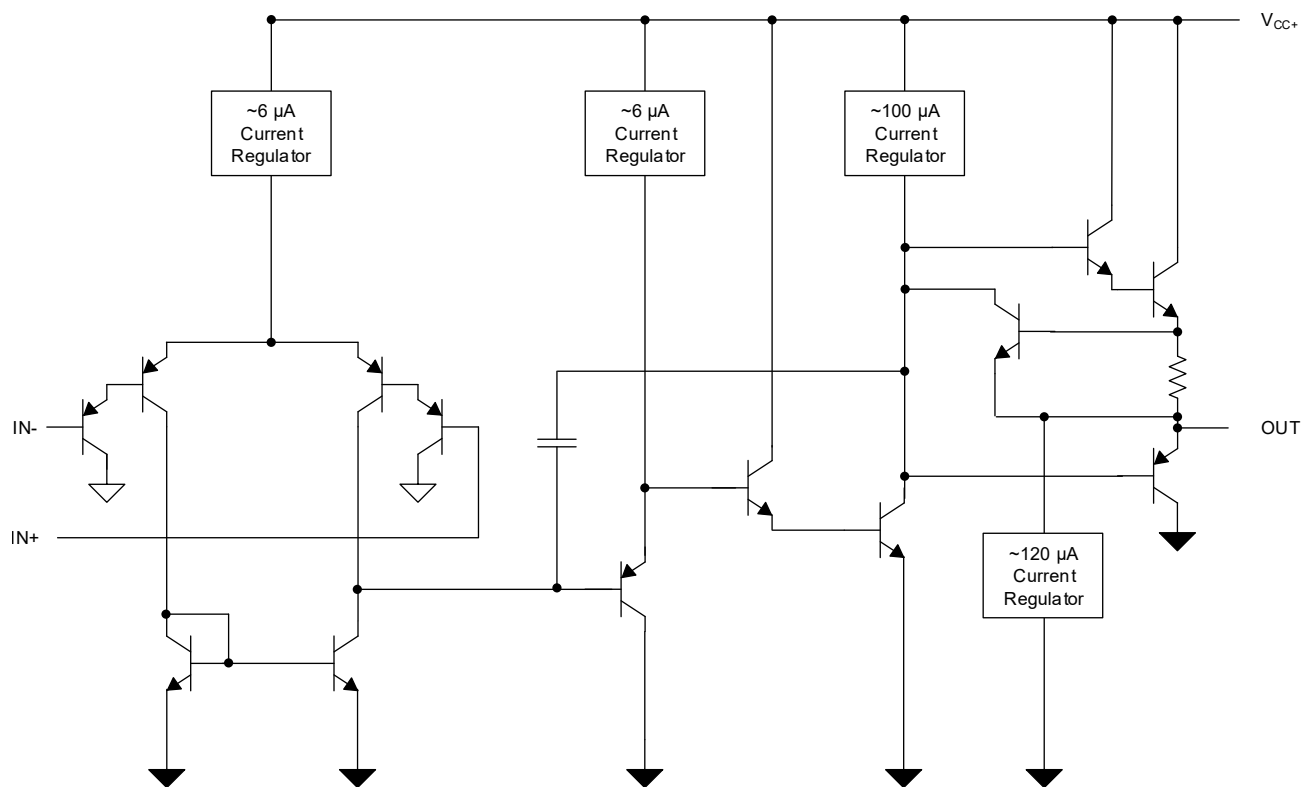 V_CC+
~6 µA
Current
Regulator
~6 µA
Current
Regulator
~100 µA
Current
Regulator
IN-
OUT
IN+
~120 µA
Current
Regulator